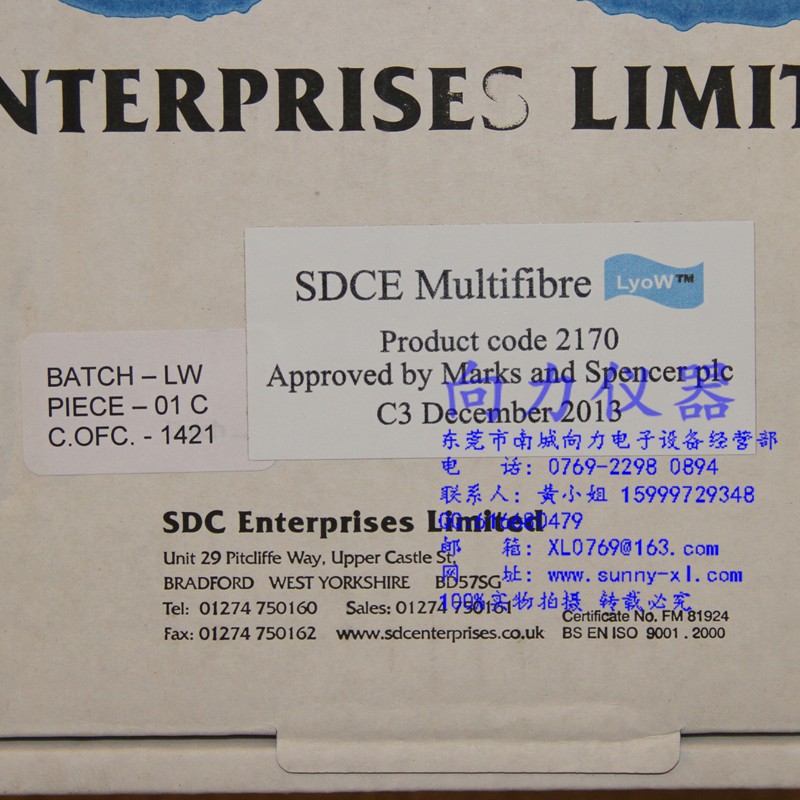 NTERPRISES LIMIT
SDCE Multifibre LyoW™
Product code 2170
Approved by Marks and Spencer plc
C3 December 2013
BATCH – LW
PIECE – 01 C
C.OFC. - 1421
向力仪器
东莞市南城向力电子设备经营部
电 话: 0769-2298 0894
联系人: 黄小姐 15999729348
邮 箱: XL0769@163.com
网 址: www.sunny-xl.com
100%实物拍摄 转载必究
SDC Enterprises Limited
Unit 29 Pitcliffe Way, Upper Castle St,
BRADFORD WEST YORKSHIRE BD57SG
Tel: 01274 750160 Sales: 01274 750161
Fax: 01274 750162 www.sdcenterprises.co.uk
Certificate No. FM 81924
BS EN ISO 9001 . 2000